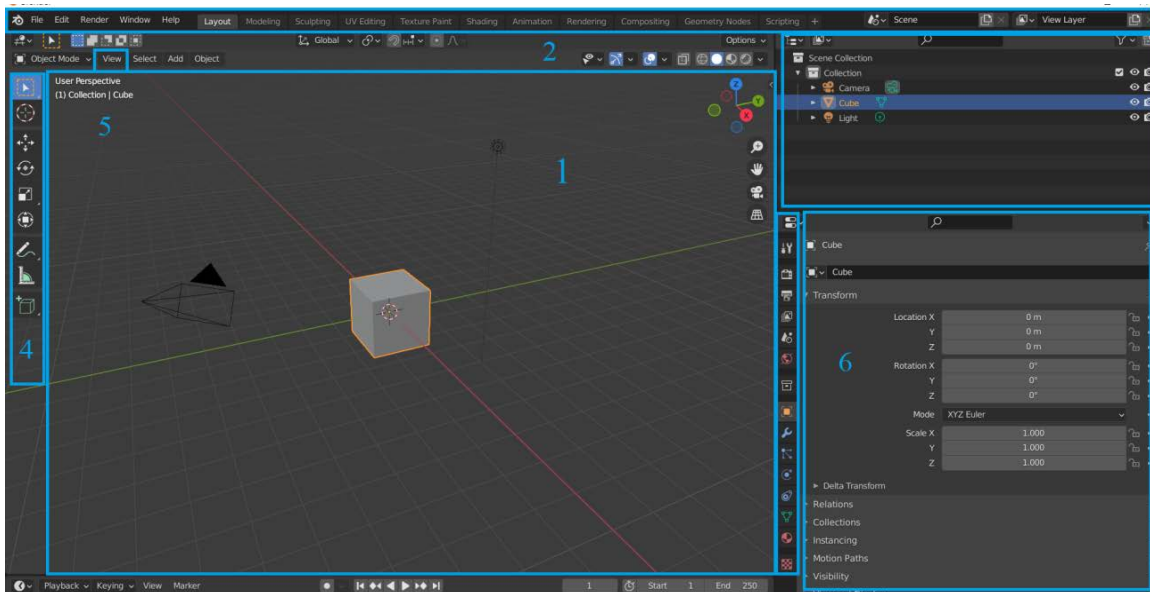 File Edit Render Window Help Layout Modeling Sculpting UV Editing Texture Paint Shading Animation Rendering Compositing Geometry Nodes Scripting + Scene View Layer
Global Options
2
Object Mode View Select Add Object
User Perspective
(1) Collection | Cube
Z
Y
X
5
1
4
Scene Collection
Collection
Camera
Cube
Light
Cube
Cube
Transform
Location X 0 m
Y 0 m
Z 0 m
6
Rotation X 0°
Y 0°
Z 0°
Mode XYZ Euler
Scale X 1.000
Y 1.000
Z 1.000
Delta Transform
Relations
Collections
Instancing
Motion Paths
Visibility
Playback Keying View Marker 1 Start 1 End 250